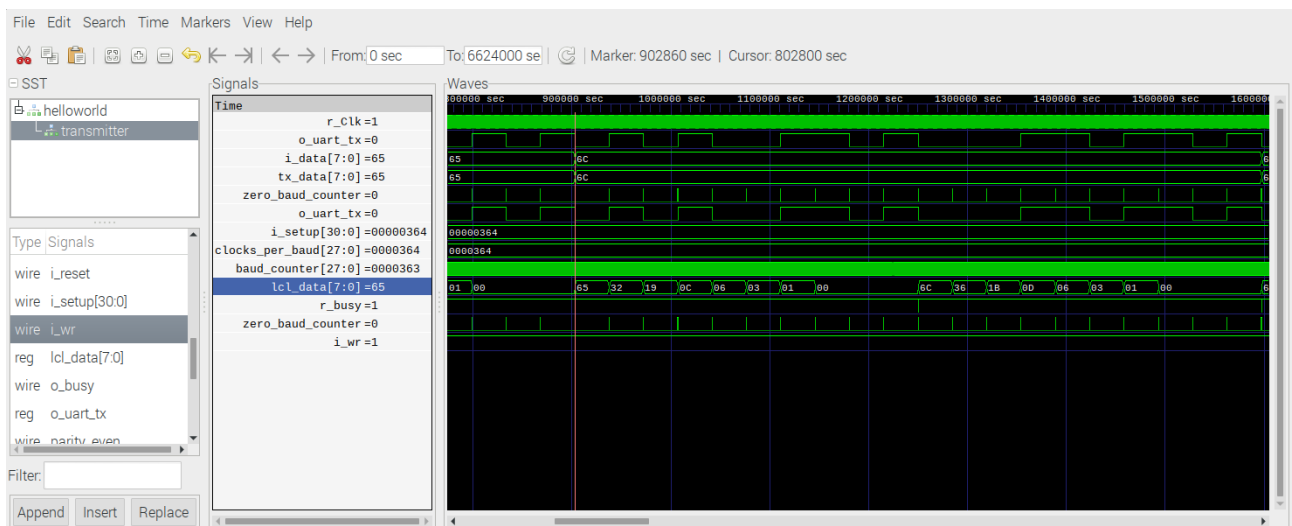 File Edit Search Time Markers View Help
From: 0 sec To: 6624000 se Marker: 902860 sec | Cursor: 802800 sec
SST
helloworld
transmitter
Type Signals
wire i_reset
wire i_setup[30:0]
wire i_wr
reg lcl_data[7:0]
wire o_busy
reg o_uart_tx
wire parity_even
Filter:
Append Insert Replace
Signals
Time
r_Clk=1
o_uart_tx=0
i_data[7:0]=65
tx_data[7:0]=65
zero_baud_counter=0
o_uart_tx=0
i_setup[30:0]=00000364
clocks_per_baud[27:0]=0000364
baud_counter[27:0]=0000363
lcl_data[7:0]=65
r_busy=1
zero_baud_counter=0
i_wr=1
Waves
900000 sec 1000000 sec 1100000 sec 1200000 sec 1300000 sec 1400000 sec 1500000 sec
65 6C
65 6C
00000364
0000364
01 00 65 32 19 0C 06 03 01 00 6C 36 1B 0D 06 03 01 00